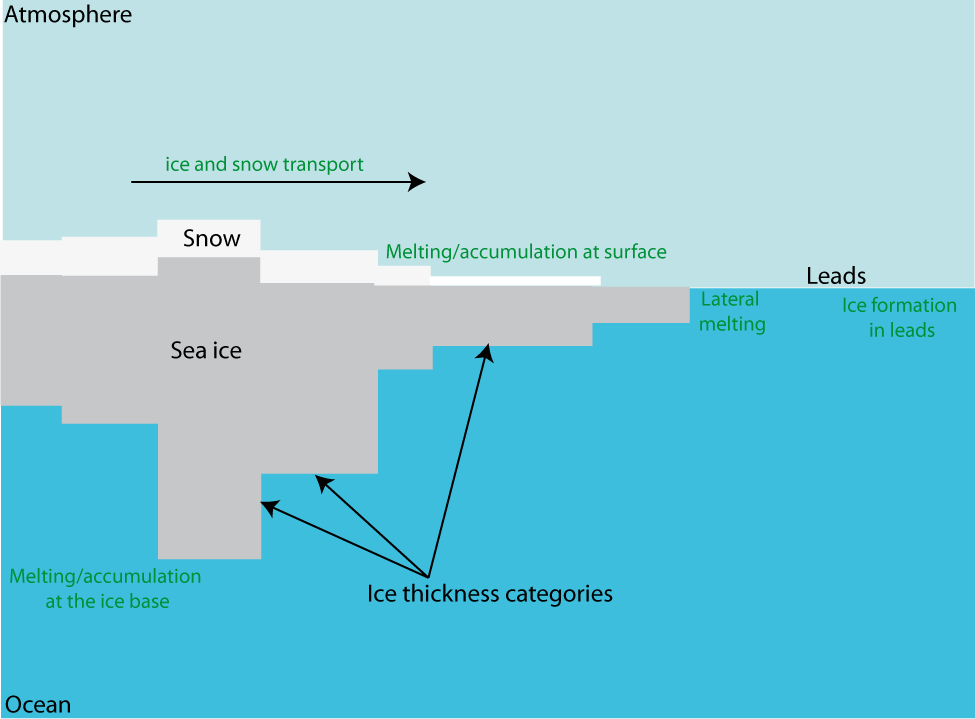 Atmosphere
ice and snow transport
Snow
Melting/accumulation at surface
Leads
Lateral
melting
Ice formation
in leads
Sea ice
Melting/accumulation
at the ice base
Ice thickness categories
Ocean